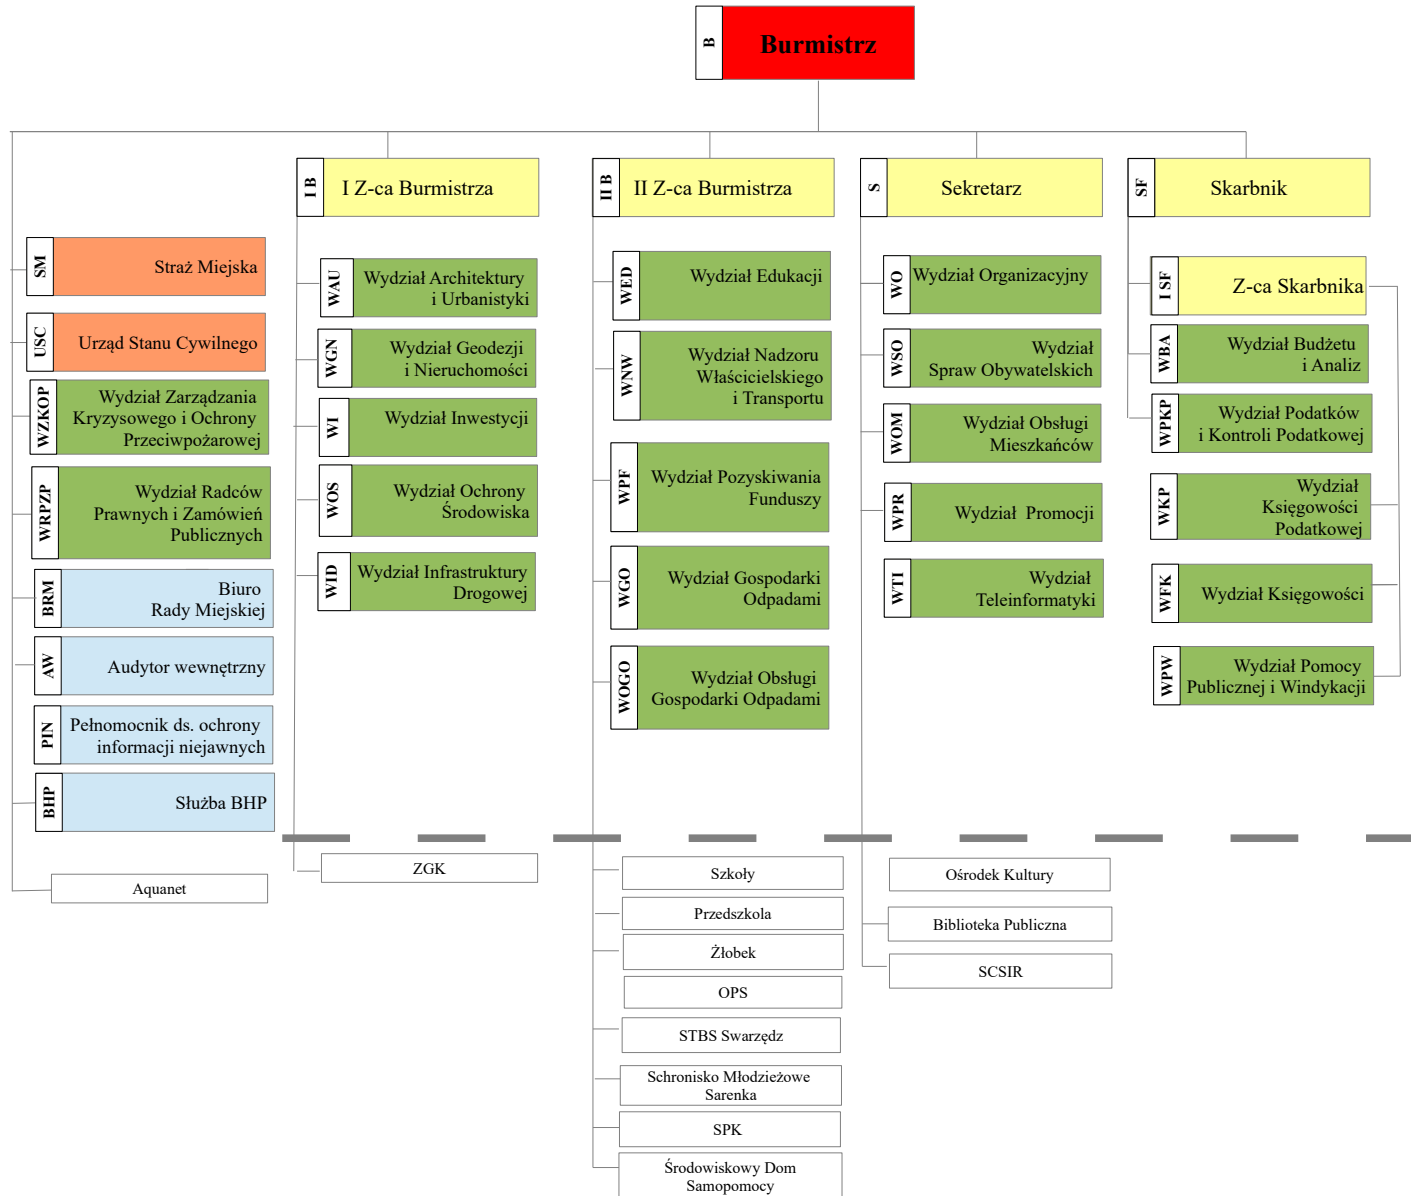 B
Burmistrz
SM
Straż Miejska
USC
Urząd Stanu Cywilnego
WZKOP
Wydział Zarządzania
Kryzysowego i Ochrony
Przeciwpożarowej
WRPZP
Wydział Radców
Prawnych i Zamówień
Publicznych
BRM
Biuro
Rady Miejskiej
AW
Audytor wewnętrzny
PIN
Pełnomocnik ds. ochrony
informacji niejawnych
BHP
Służba BHP
Aquanet
I B
I Z-ca Burmistrza
WAU
Wydział Architektury
i Urbanistyki
WGN
Wydział Geodezji
i Nieruchomości
WI
Wydział Inwestycji
WOS
Wydział Ochrony
Środowiska
WID
Wydział Infrastruktury
Drogowej
ZGK
II B
II Z-ca Burmistrza
WED
Wydział Edukacji
WNW
Wydział Nadzoru
Właścicielskiego
i Transportu
WPF
Wydział Pozyskiwania
Funduszy
WGO
Wydział Gospodarki
Odpadami
WOGO
Wydział Obsługi
Gospodarki Odpadami
Szkoły
Przedszkola
Żłobek
OPS
STBS Swarzędz
Schronisko Młodzieżowe
Sarenka
SPK
Środowiskowy Dom
Samopomocy
S
Sekretarz
WO
Wydział Organizacyjny
WSO
Wydział
Spraw Obywatelskich
WOM
Wydział Obsługi
Mieszkańców
WPR
Wydział Promocji
WTI
Wydział
Teleinformatyki
Ośrodek Kultury
Biblioteka Publiczna
SCSIR
SF
Skarbnik
I SF
Z-ca Skarbnika
WBA
Wydział Budżetu
i Analiz
WPKP
Wydział Podatków
i Kontroli Podatkowej
WKP
Wydział
Księgowości
Podatkowej
WFK
Wydział Księgowości
WPW
Wydział Pomocy
Publicznej i Windykacji